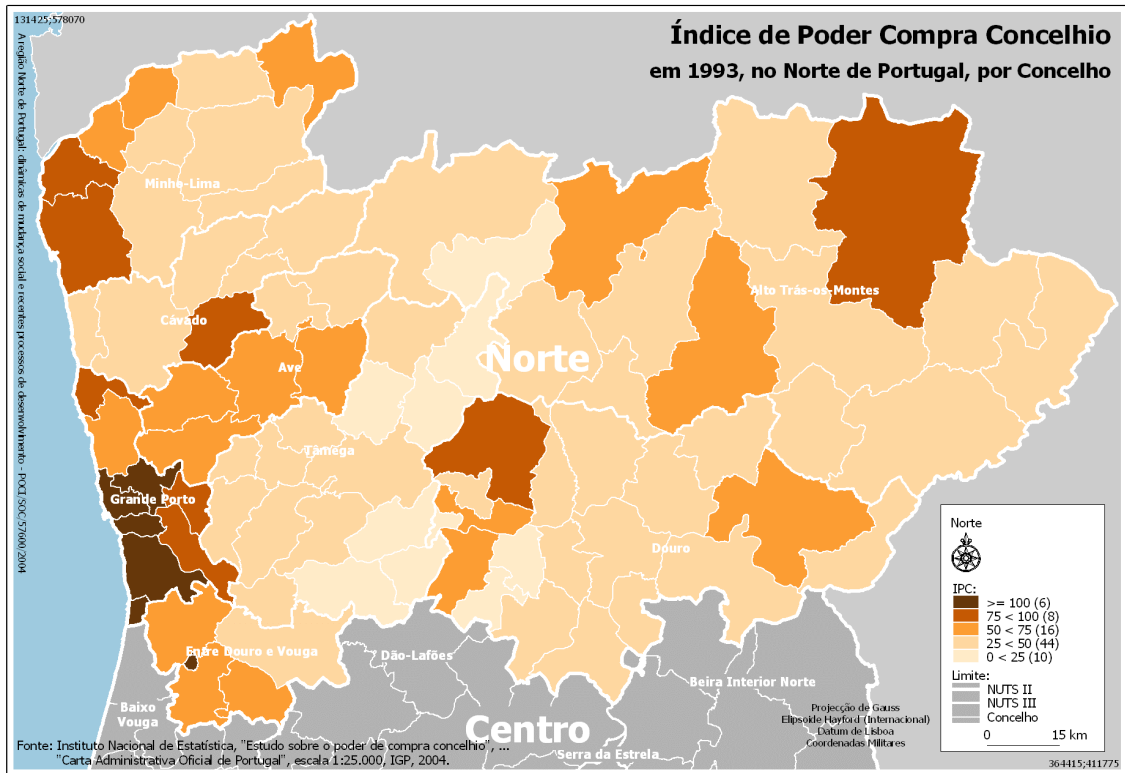 131425;578070
Índice de Poder Compra Concelhio
em 1993, no Norte de Portugal, por Concelho
A região Norte de Portugal: dinâmicas de mudança social e recentes processos de desenvolvimento - POCI/SOC/57600/2004
Minho-Lima
Alto Trás-os-Montes
Cávado
Norte
Ave
Tâmega
Grande Porto
Douro
Entre Douro e Vouga
Dão-Lafões
Beira Interior Norte
Baixo
Vouga
Centro
Serra da Estrela
Norte
IPC:
>= 100 (6)
75 < 100 (8)
50 < 75 (16)
25 < 50 (44)
0 < 25 (10)
Limite:
NUTS II
NUTS III
Concelho
0 15 km
Projecção de Gauss
Elipsoide Hayford (Internacional)
Datum de Lisboa
Coordenadas Militares
Fonte: Instituto Nacional de Estatística, "Estudo sobre o poder de compra concelhio", ...
"Carta Administrativa Oficial de Portugal", escala 1:25.000, IGP, 2004.
364415;411775